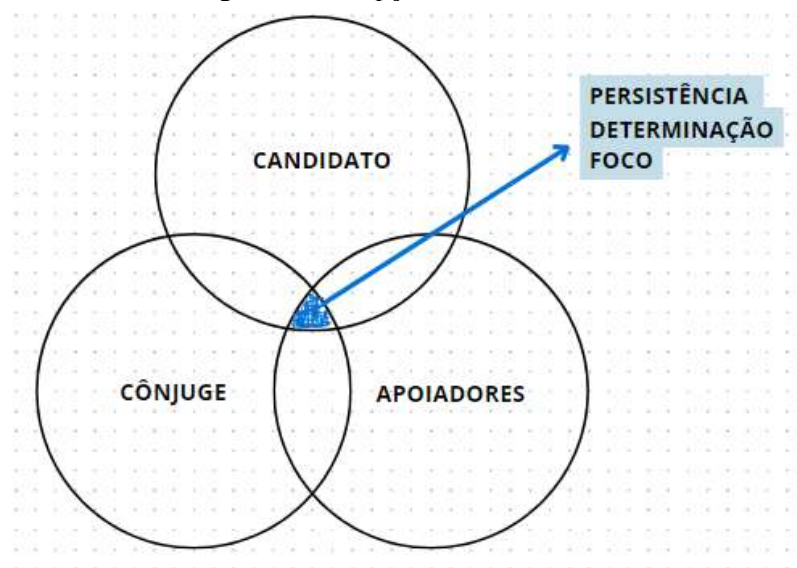 CANDIDATO
PERSISTÊNCIA
DETERMINAÇÃO
FOCO
CÔNJUGE
APOIADORES